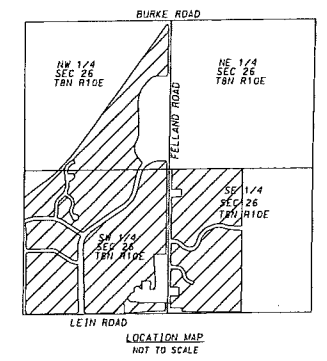 BURKE ROAD
NW 1/4
SEC 26
T8N R10E
NE 1/4
SEC 26
T8N R10E
FELLAND ROAD
SE 1/4
SEC 26
T8N R10E
SW 1/4
SEC 26
T8N R10E
LEIN ROAD
LOCATION MAP
NOT TO SCALE